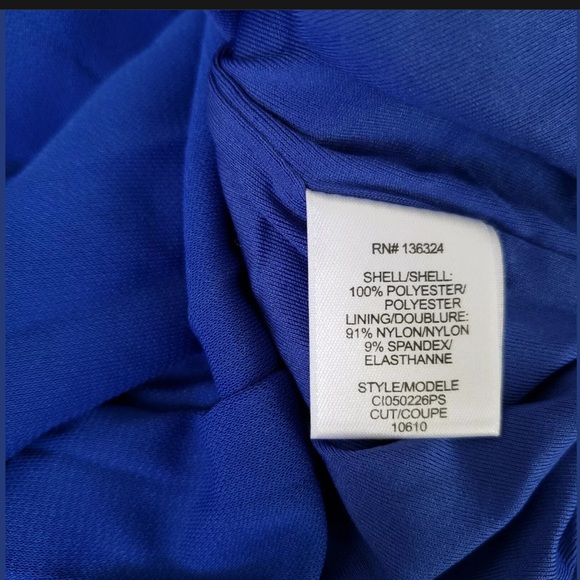 RN# 136324
SHELL/SHELL:
100% POLYESTER/
POLYESTER
LINING/DOUBLURE:
91% NYLON/NYLON
9% SPANDEX/
ELASTHANNE
STYLE/MODELE
CI050226PS
CUT/COUPE
10610